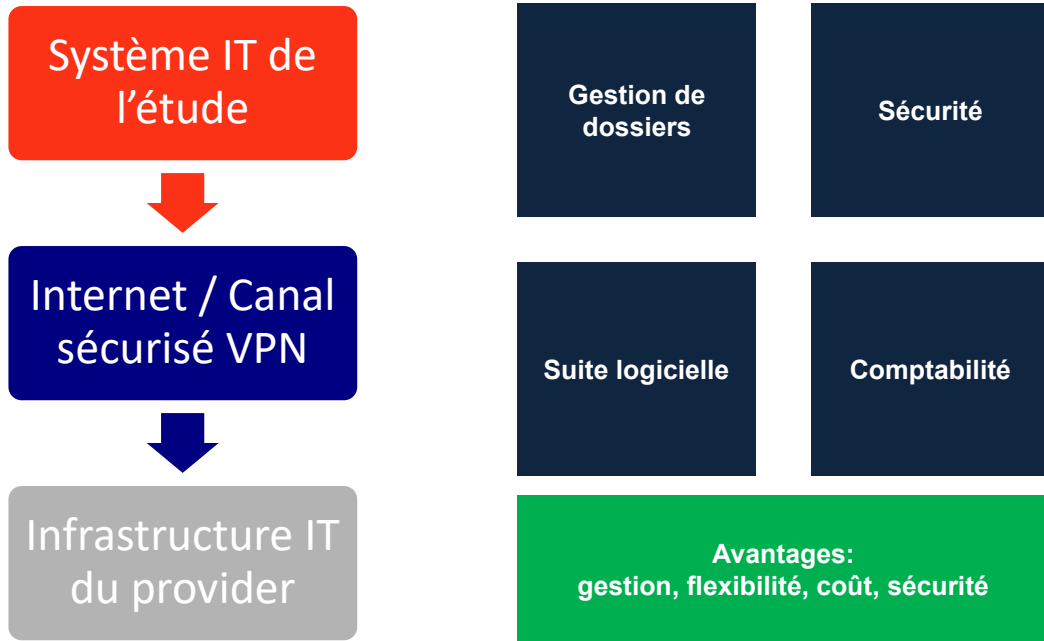 Système IT de
l’étude
Internet / Canal
sécurisé VPN
Infrastructure IT
du provider
Gestion de
dossiers
Sécurité
Suite logicielle
Comptabilité
Avantages:
gestion, flexibilité, coût, sécurité